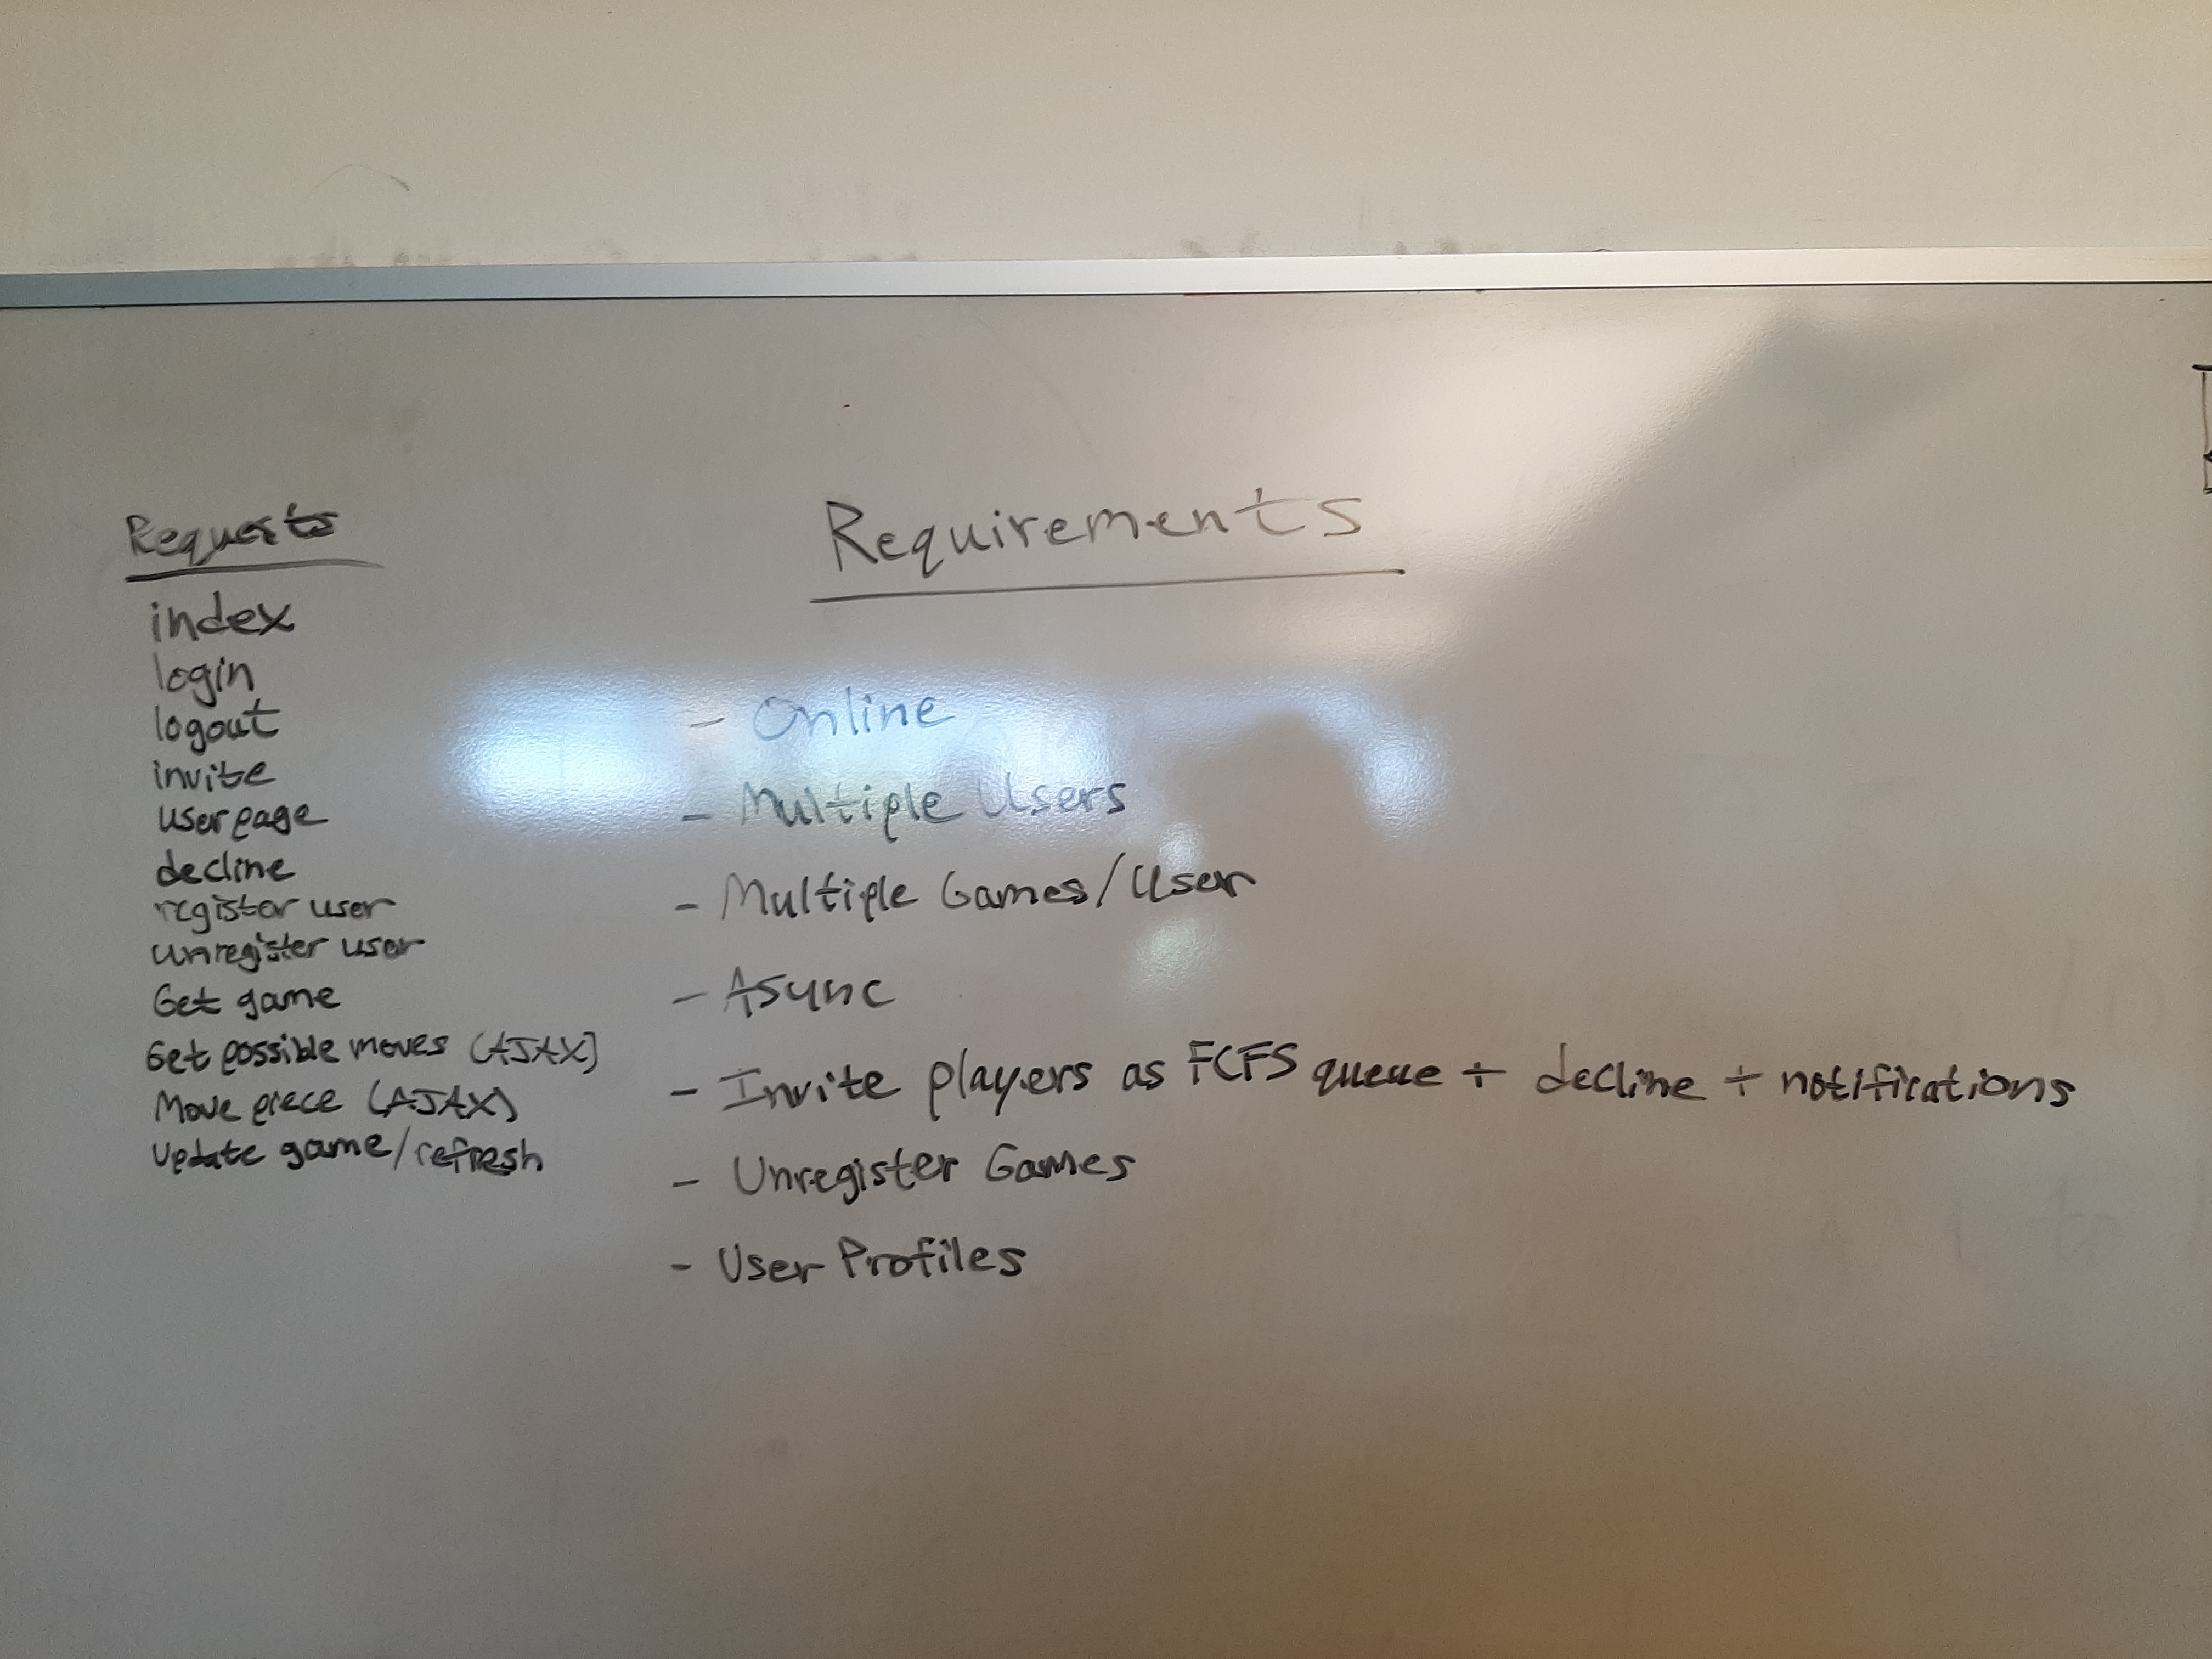 Requests
index
login
logout
invite
user page
decline
register user
unregister user
Get game
Get possible moves (AJAX)
Move piece (AJAX)
Update game/refresh
Requirements
- Online
- Multiple Users
- Multiple Games/User
- Async
- Invite players as FCFS queue + decline + notifications
- Unregister Games
- User Profiles